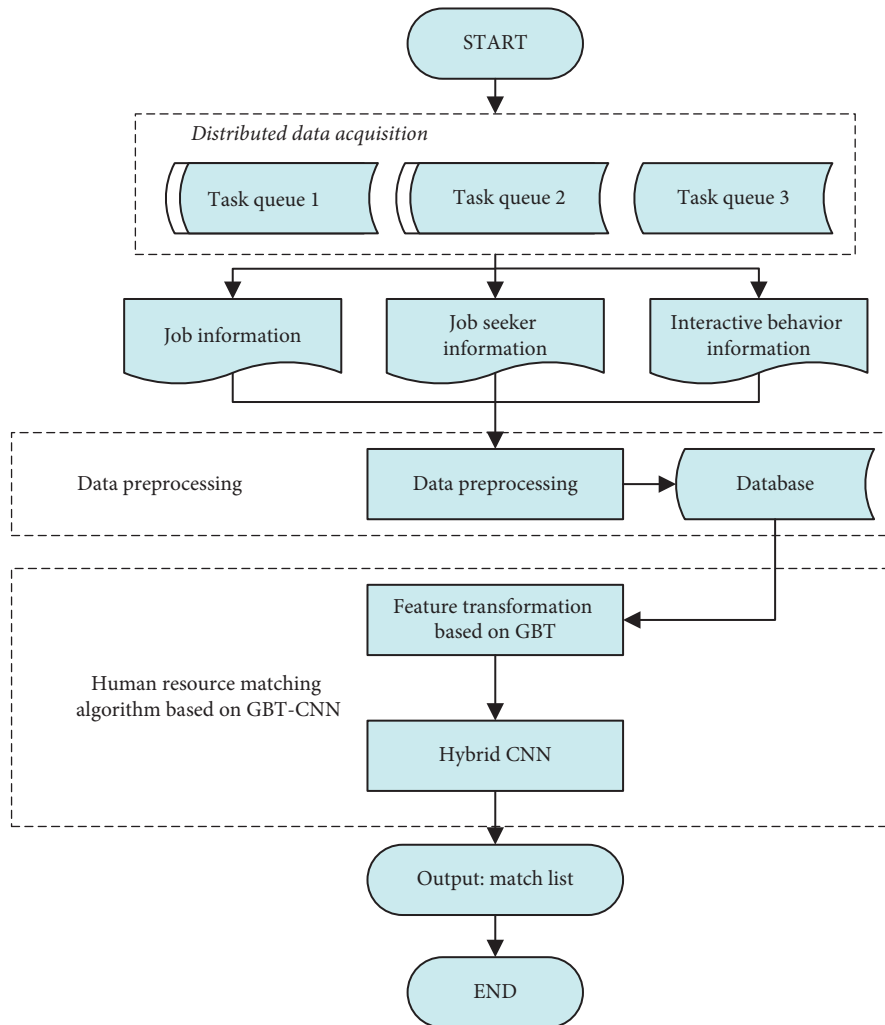 START
Distributed data acquisition
Task queue 1
Task queue 2
Task queue 3
Job information
Job seeker
information
Interactive behavior
information
Data preprocessing
Data preprocessing
Database
Feature transformation
based on GBT
Human resource matching
algorithm based on GBT-CNN
Hybrid CNN
Output: match list
END